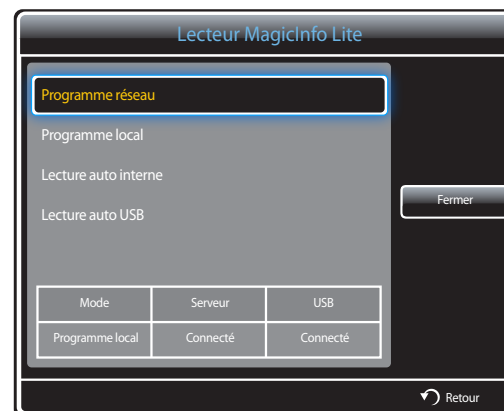 Lecteur MagicInfo Lite
Programme réseau
Programme local
Lecture auto interne
Lecture auto USB
Fermer
Mode Serveur USB
Programme local Connecté Connecté
Retour